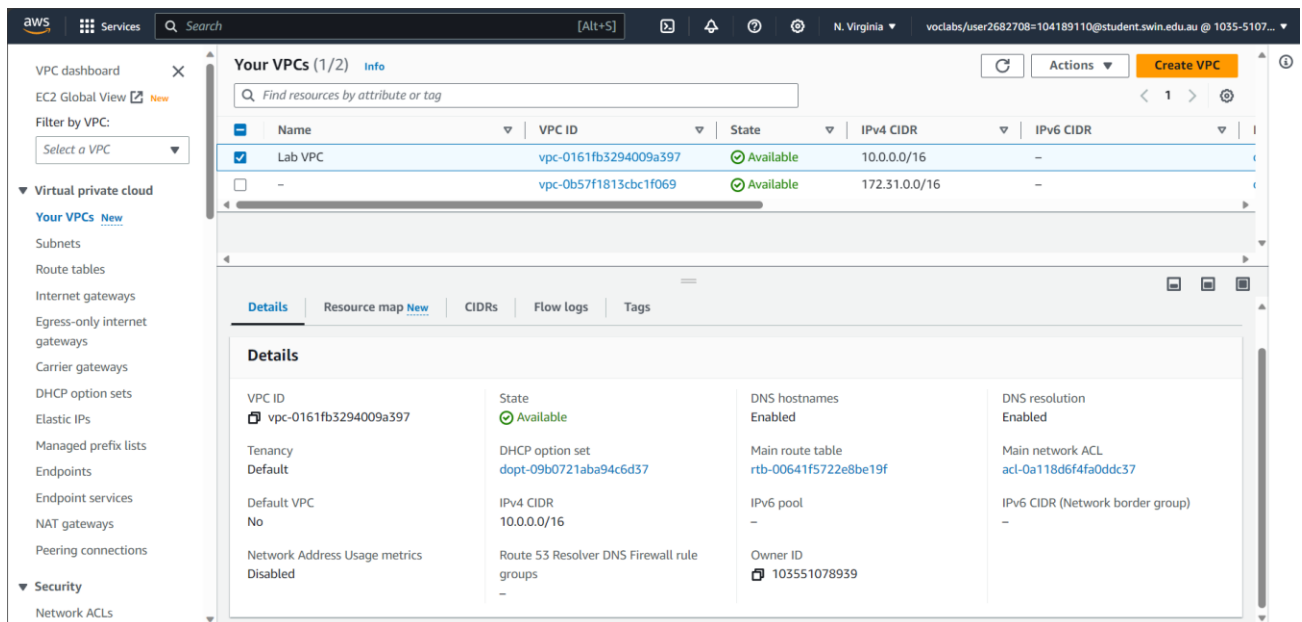 aws Services Search [Alt+S] N. Virginia voclabs/user2682708=104189110@student.swin.edu.au @ 1035-5107...
VPC dashboard
EC2 Global View New
Filter by VPC:
Select a VPC
Virtual private cloud
Your VPCs New
Subnets
Route tables
Internet gateways
Egress-only internet
gateways
Carrier gateways
DHCP option sets
Elastic IPs
Managed prefix lists
Endpoints
Endpoint services
NAT gateways
Peering connections
Security
Network ACLs
Your VPCs (1/2) Info
Actions Create VPC
Find resources by attribute or tag
1
Name VPC ID State IPv4 CIDR IPv6 CIDR
Lab VPC vpc-0161fb3294009a397 Available 10.0.0.0/16 –
– vpc-0b57f1813cbc1f069 Available 172.31.0.0/16 –
Details Resource map New CIDRs Flow logs Tags
Details
VPC ID State DNS hostnames DNS resolution
vpc-0161fb3294009a397 Available Enabled Enabled
Tenancy DHCP option set Main route table Main network ACL
Default dopt-09b0721aba94c6d37 rtb-00641f5722e8be19f acl-0a118d6f4fa0ddc37
Default VPC IPv4 CIDR IPv6 pool IPv6 CIDR (Network border group)
No 10.0.0.0/16 – –
Network Address Usage metrics Route 53 Resolver DNS Firewall rule Owner ID
Disabled groups 103551078939
–